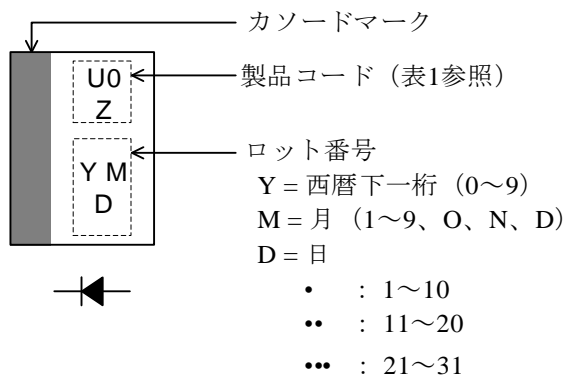 カソードマーク
U0
Z
製品コード（表1参照）
Y M
D
ロット番号
Y = 西暦下一桁（0～9）
M = 月（1～9、O、N、D）
D = 日
• : 1～10
•• : 11～20
••• : 21～31